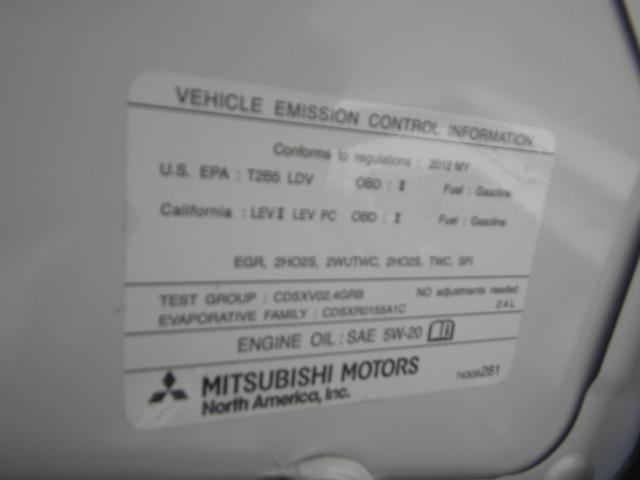 VEHICLE EMISSION CONTROL INFORMATION
Conforms to regulations : 2012 MY
U.S. EPA : T2B5 LDV OBD : II Fuel : Gasoline
California : LEVII LEV PC OBD : II Fuel : Gasoline
EGR, 2HO2S, 2WUTWC, 2HO2S, TWC, SFI
TEST GROUP : CDSXV02.4GRB NO adjustments needed
EVAPORATIVE FAMILY : CDSXR0155A1C 2.4 L
ENGINE OIL : SAE 5W-20
MITSUBISHI MOTORS
North America, Inc.